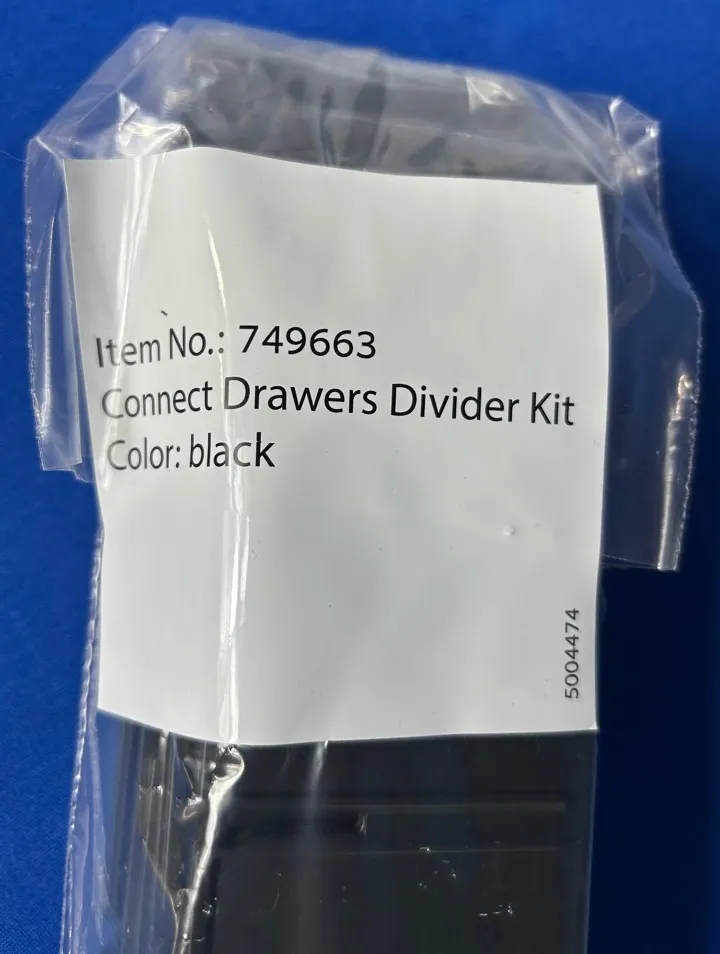 Item No.: 749663
Connect Drawers Divider Kit
Color: black
5004474